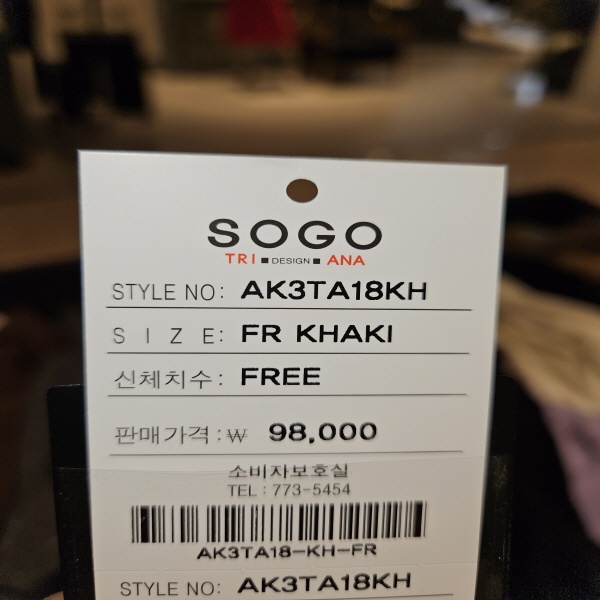 SOGO
TRI ■ DESIGN ■ ANA
STYLE NO: AK3TA18KH
SIZE: FR KHAKI
신체치수: FREE
판매가격: ₩ 98,000
소비자보호실
TEL : 773-5454
AK3TA18-KH-FR
STYLE NO: AK3TA18KH